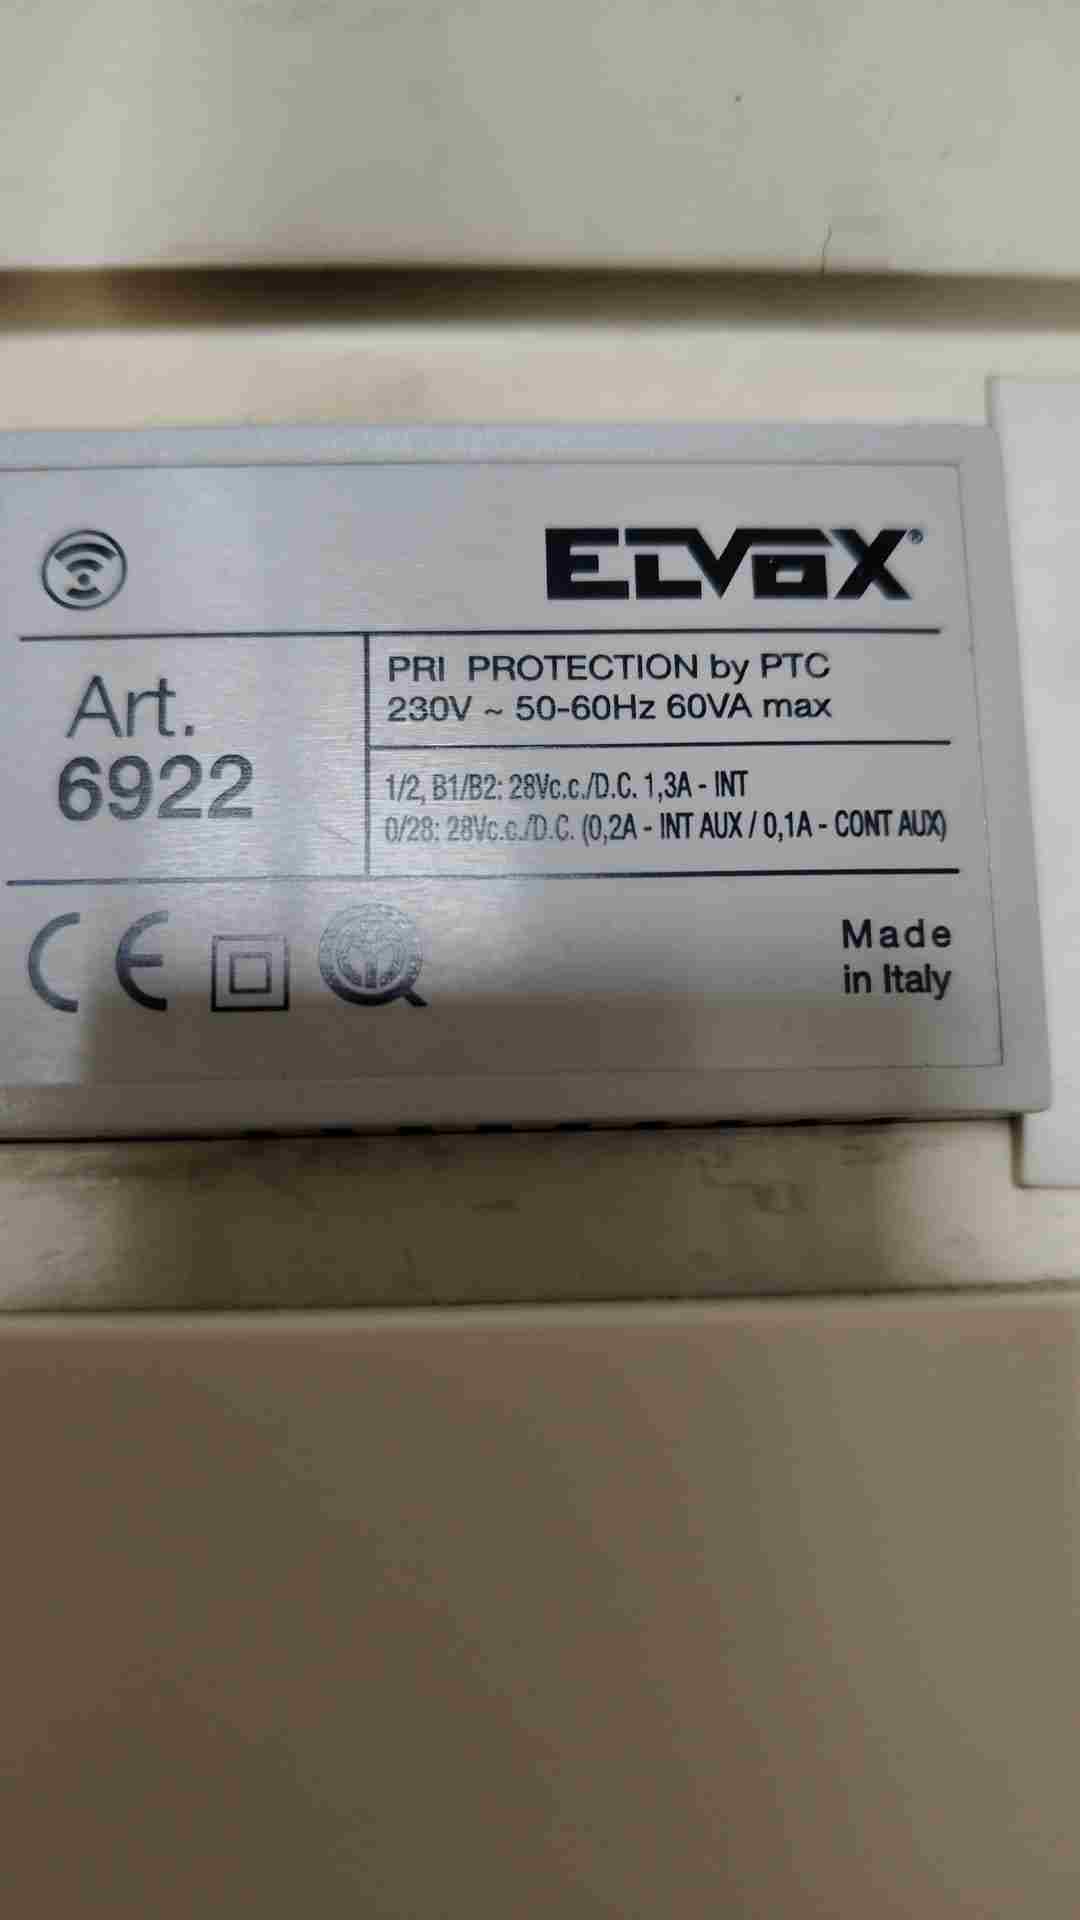 ELVOX®
Art.
6922
PRI PROTECTION by PTC
230V ~ 50-60Hz 60VA max
1/2, B1/B2: 28Vc.c./D.C. 1,3A - INT
0/28: 28Vc.c./D.C. (0,2A - INT AUX / 0,1A - CONT AUX)
CE
Made
in Italy